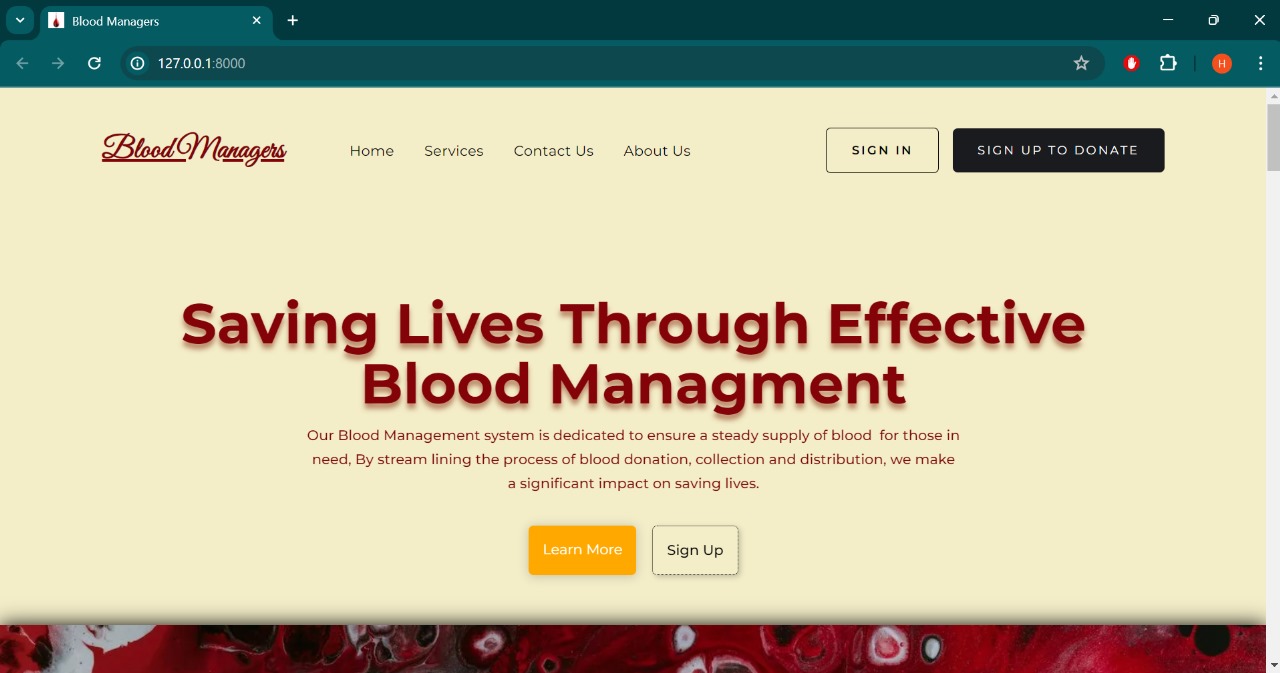 Blood Managers
127.0.0.1:8000
H
Blood Managers
Home Services Contact Us About Us
SIGN IN
SIGN UP TO DONATE
Saving Lives Through Effective
Blood Managment
Our Blood Management system is dedicated to ensure a steady supply of blood for those in
need, By stream lining the process of blood donation, collection and distribution, we make
a significant impact on saving lives.
Learn More
Sign Up